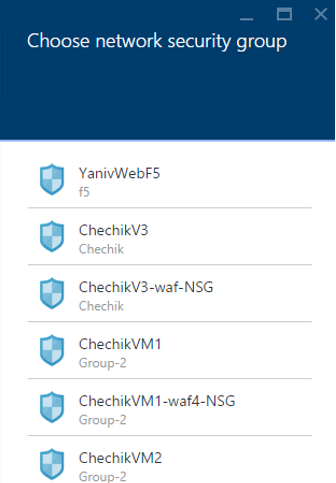 Choose network security group
YanivWebF5
f5
ChechikV3
Chechik
ChechikV3-waf-NSG
Chechik
ChechikVM1
Group-2
ChechikVM1-waf4-NSG
Group-2
ChechikVM2
Group-2